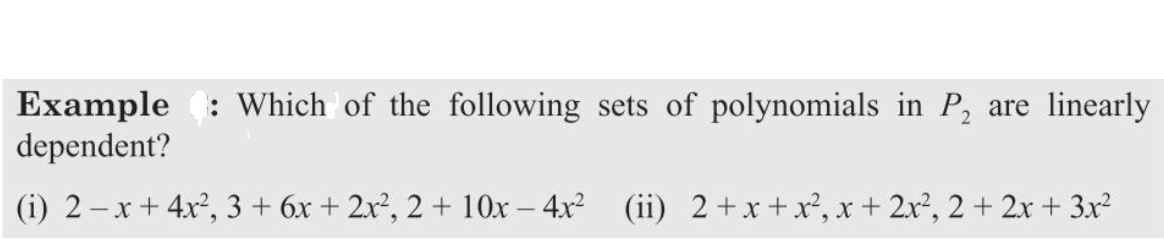 Example : Which of the following sets of polynomials in P₂ are linearly
dependent?
(i) 2 – x + 4x², 3 + 6x + 2x², 2 + 10x – 4x² (ii) 2 + x + x², x + 2x², 2 + 2x + 3x²